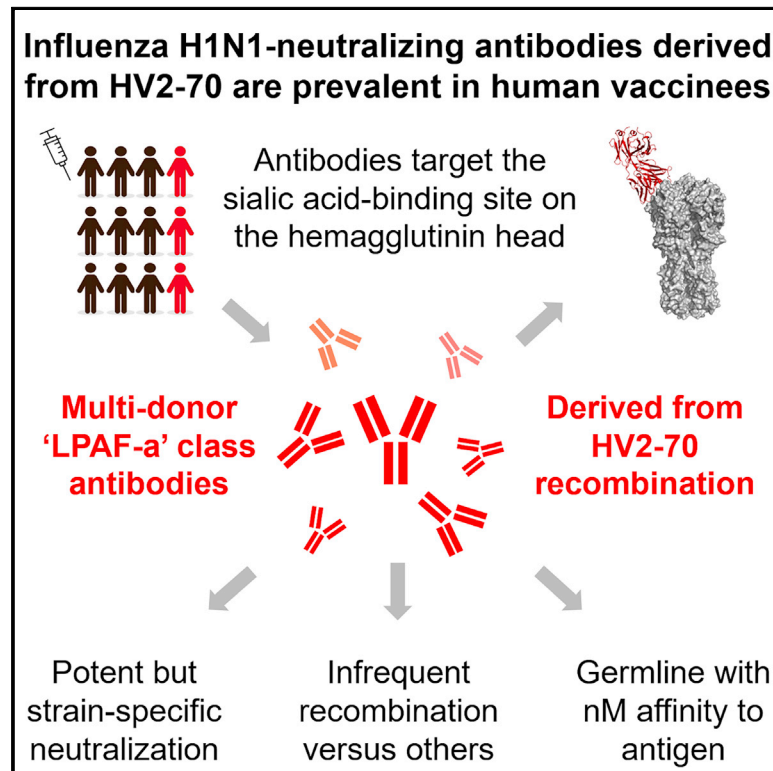 Influenza H1N1-neutralizing antibodies derived
from HV2-70 are prevalent in human vaccinees
Antibodies target the
sialic acid-binding site on
the hemagglutinin head
Multi-donor
‘LPAF-a’ class
antibodies
Derived from
HV2-70
recombination
Potent but
strain-specific
neutralization
Infrequent
recombination
versus others
Germline with
nM affinity to
antigen